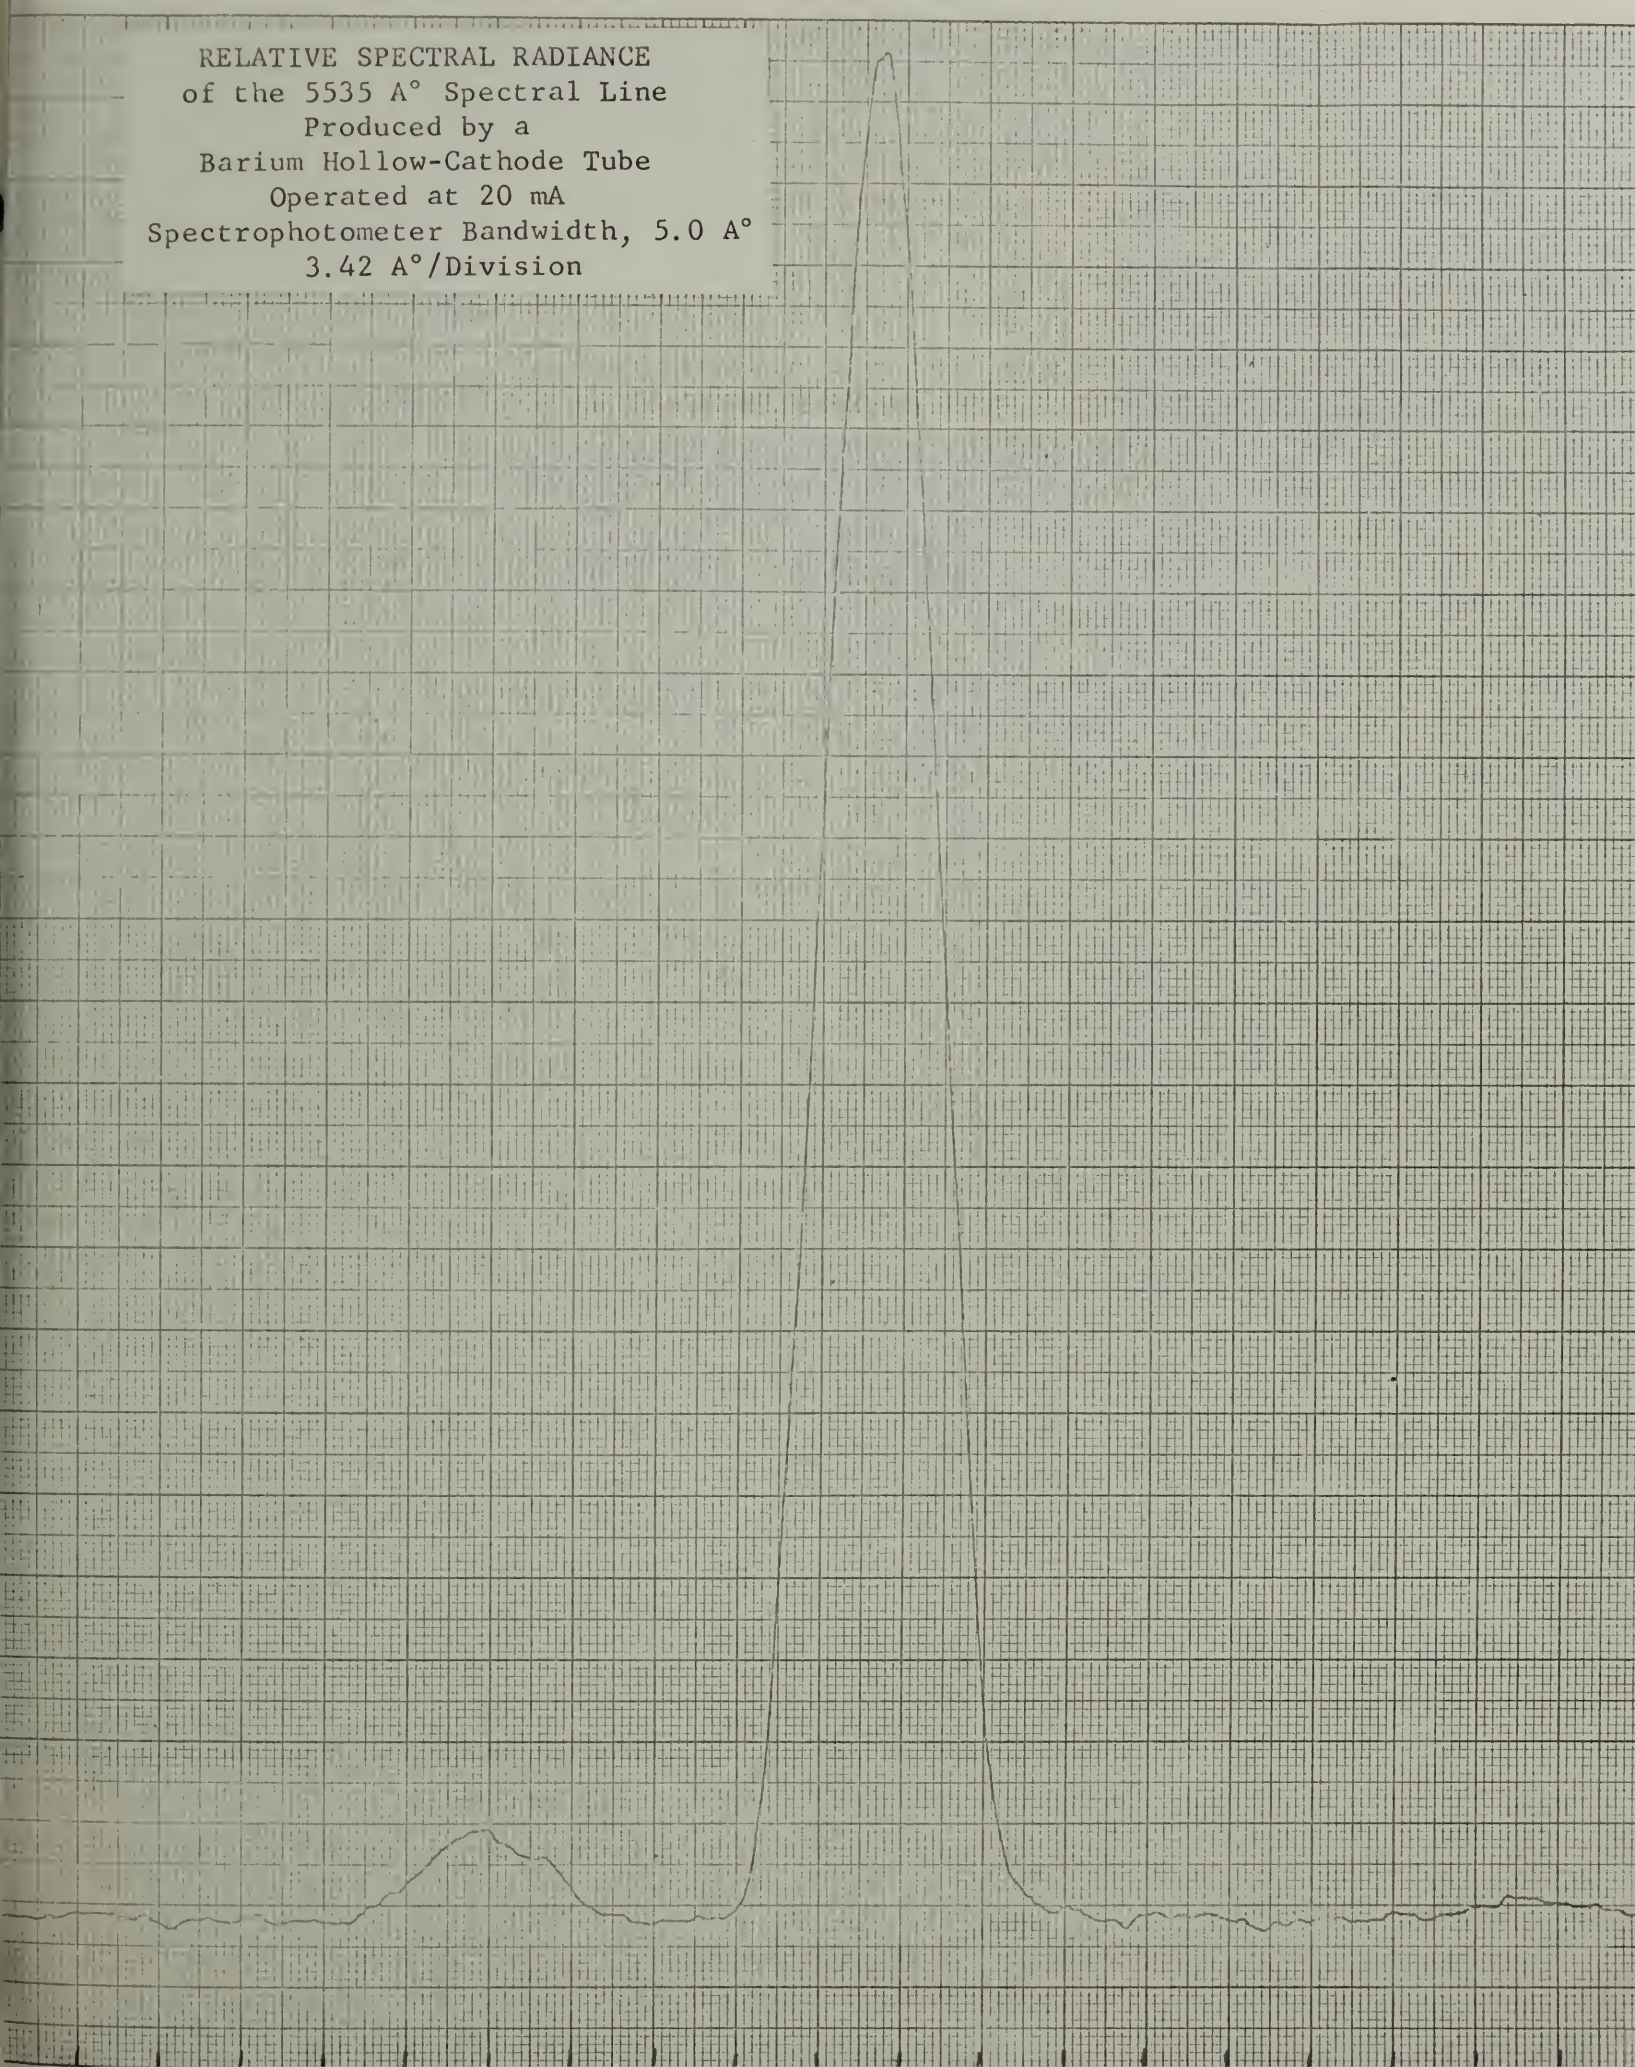 RELATIVE SPECTRAL RADIANCE
of the 5535 A° Spectral Line
Produced by a
Barium Hollow-Cathode Tube
Operated at 20 mA
Spectrophotometer Bandwidth, 5.0 A°
3.42 A°/Division